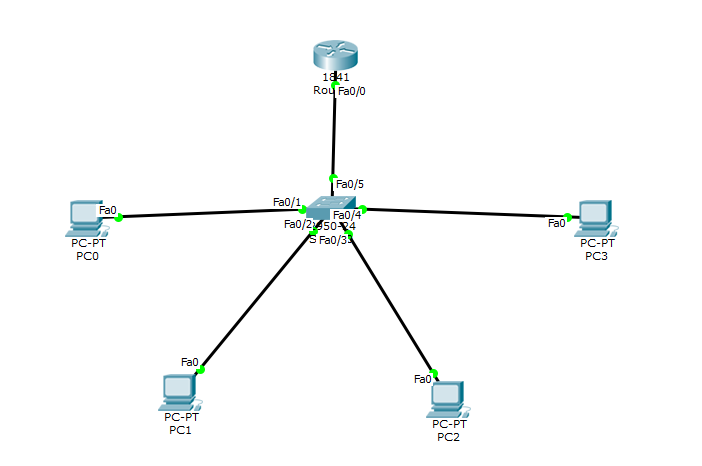 1841
Rou
Fa0/0
Fa0/5
Fa0/1
Fa0/4
Fa0/2
950-24
S
Fa0/3
Fa0
PC-PT
PC0
Fa0
PC-PT
PC3
Fa0
PC-PT
PC1
Fa0
PC-PT
PC2